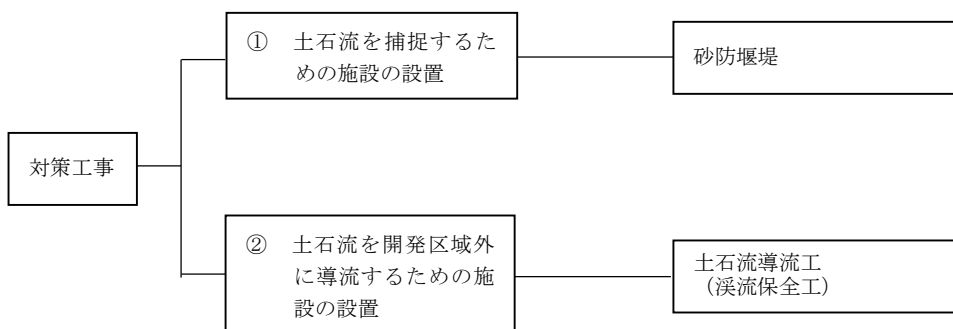 対策工事
① 土石流を捕捉するた
めの施設の設置
砂防堰堤
② 土石流を開発区域外
に導流するための施
設の設置
土石流導流工
（渓流保全工）